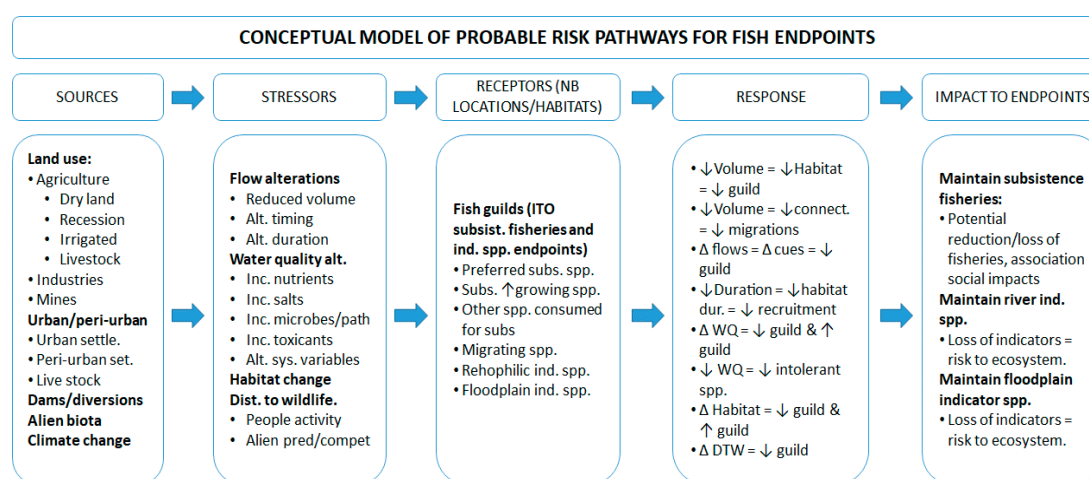 CONCEPTUAL MODEL OF PROBABLE RISK PATHWAYS FOR FISH ENDPOINTS
SOURCES
STRESSORS
RECEPTORS (NB
LOCATIONS/HABITATS)
RESPONSE
IMPACT TO ENDPOINTS
Land use:
• Agriculture
• Dry land
• Recession
• Irrigated
• Livestock
• Industries
• Mines
Urban/peri-urban
• Urban settle.
• Peri-urban set.
• Live stock
Dams/diversions
Alien biota
Climate change
Flow alterations
• Reduced volume
• Alt. timing
• Alt. duration
Water quality alt.
• Inc. nutrients
• Inc. salts
• Inc. microbes/path
• Inc. toxicants
• Alt. sys. variables
Habitat change
Dist. to wildlife.
• People activity
• Alien pred/compet
Fish guilds (ITO
subsist. fisheries and
ind. spp. endpoints)
• Preferred subs. spp.
• Subs. ↑growing spp.
• Other spp. consumed
for subs
• Migrating spp.
• Rehophilic ind. spp.
• Floodplain ind. spp.
• ↓Volume = ↓Habitat
= ↓ guild
• ↓Volume = ↓connect.
= ↓ migrations
• Δ flows = Δ cues = ↓
guild
• ↓Duration = ↓habitat
dur. = ↓ recruitment
• Δ WQ = ↓ guild & ↑
guild
• ↓ WQ = ↓ intolerant
spp.
• Δ Habitat = ↓ guild &
↑ guild
• Δ DTW = ↓ guild
Maintain subsistence
fisheries:
• Potential
reduction/loss of
fisheries, association
social impacts
Maintain river ind.
spp.
• Loss of indicators =
risk to ecosystem.
Maintain floodplain
indicator spp.
• Loss of indicators =
risk to ecosystem.